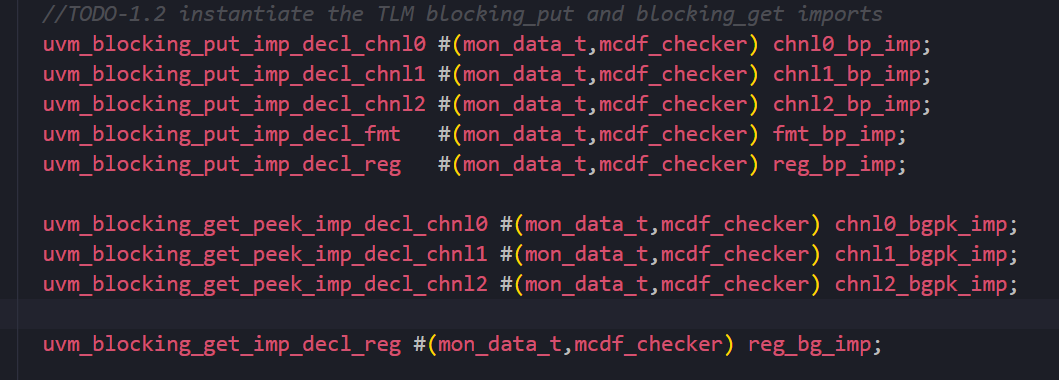 //TODO-1.2 instantiate the TLM blocking_put and blocking_get imports
uvm_blocking_put_imp_decl_chnl0 #(mon_data_t,mcdf_checker) chnl0_bp_imp;
uvm_blocking_put_imp_decl_chnl1 #(mon_data_t,mcdf_checker) chnl1_bp_imp;
uvm_blocking_put_imp_decl_chnl2 #(mon_data_t,mcdf_checker) chnl2_bp_imp;
uvm_blocking_put_imp_decl_fmt   #(mon_data_t,mcdf_checker) fmt_bp_imp;
uvm_blocking_put_imp_decl_reg   #(mon_data_t,mcdf_checker) reg_bp_imp;
uvm_blocking_get_peek_imp_decl_chnl0 #(mon_data_t,mcdf_checker) chnl0_bgpk_imp;
uvm_blocking_get_peek_imp_decl_chnl1 #(mon_data_t,mcdf_checker) chnl1_bgpk_imp;
uvm_blocking_get_peek_imp_decl_chnl2 #(mon_data_t,mcdf_checker) chnl2_bgpk_imp;
uvm_blocking_get_imp_decl_reg #(mon_data_t,mcdf_checker) reg_bg_imp;